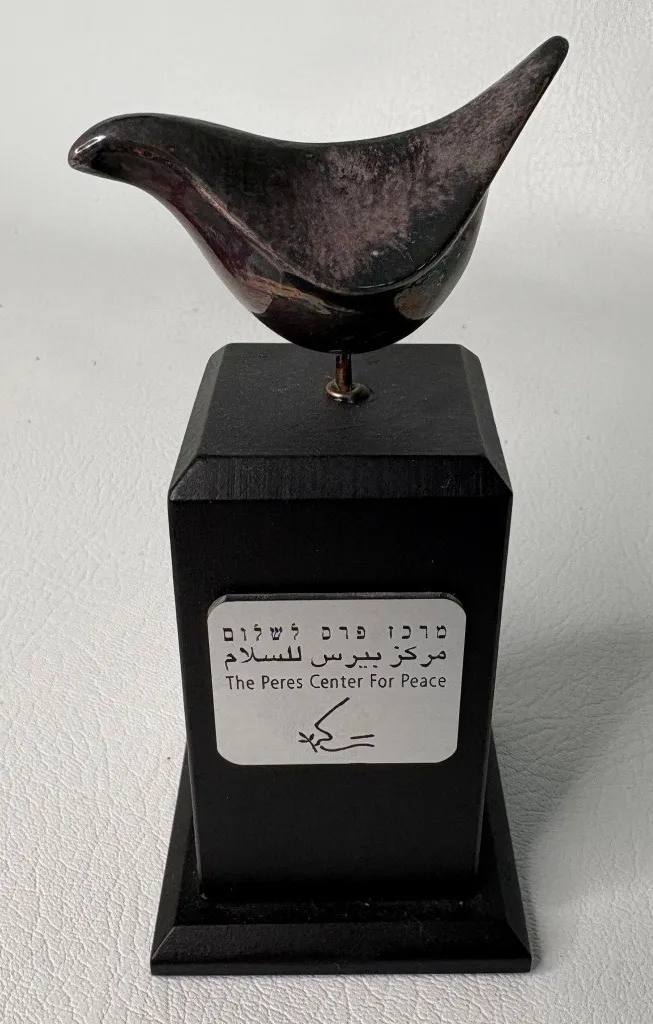 מרכז פרס לשלום
مركز بيرس للسلام
The Peres Center For Peace